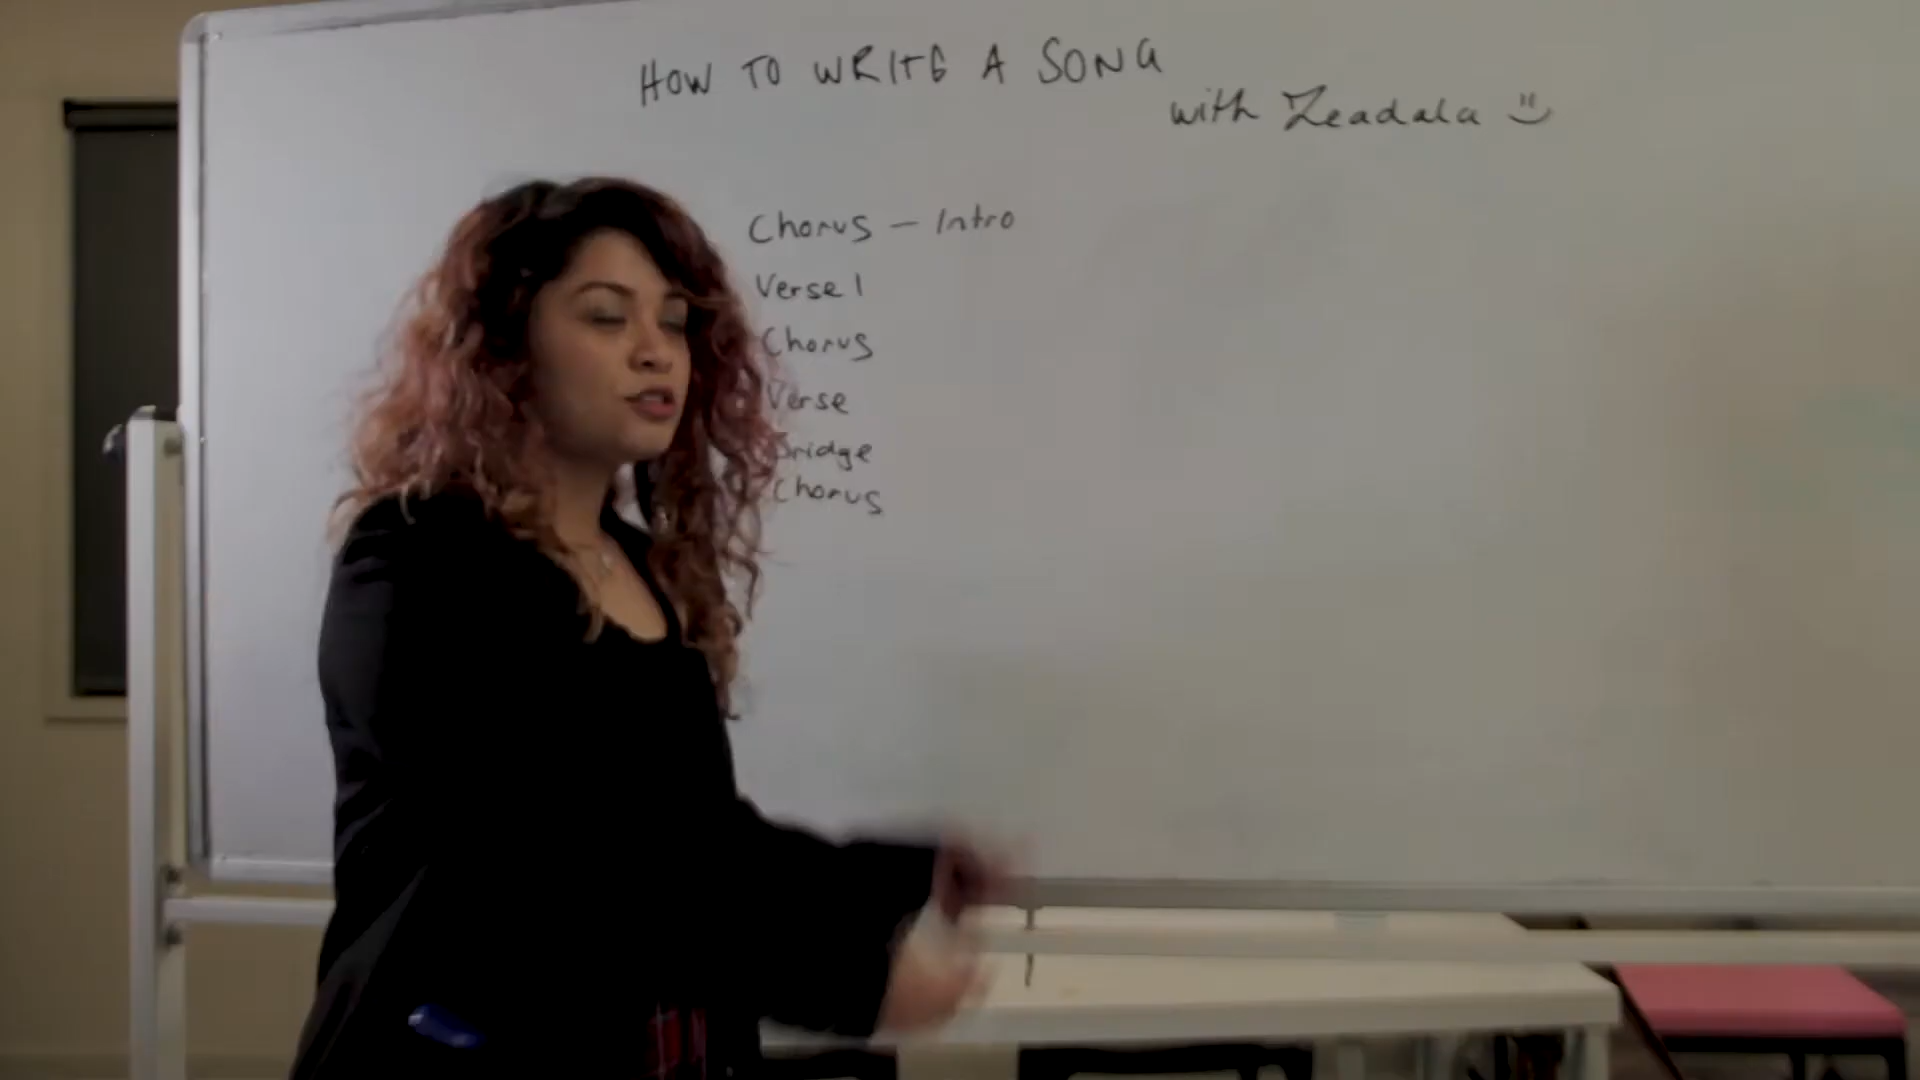 HOW TO WRITE A SONG
with Zeadala
Chorus – Intro
Verse 1
Chorus
Verse
Bridge
Chorus